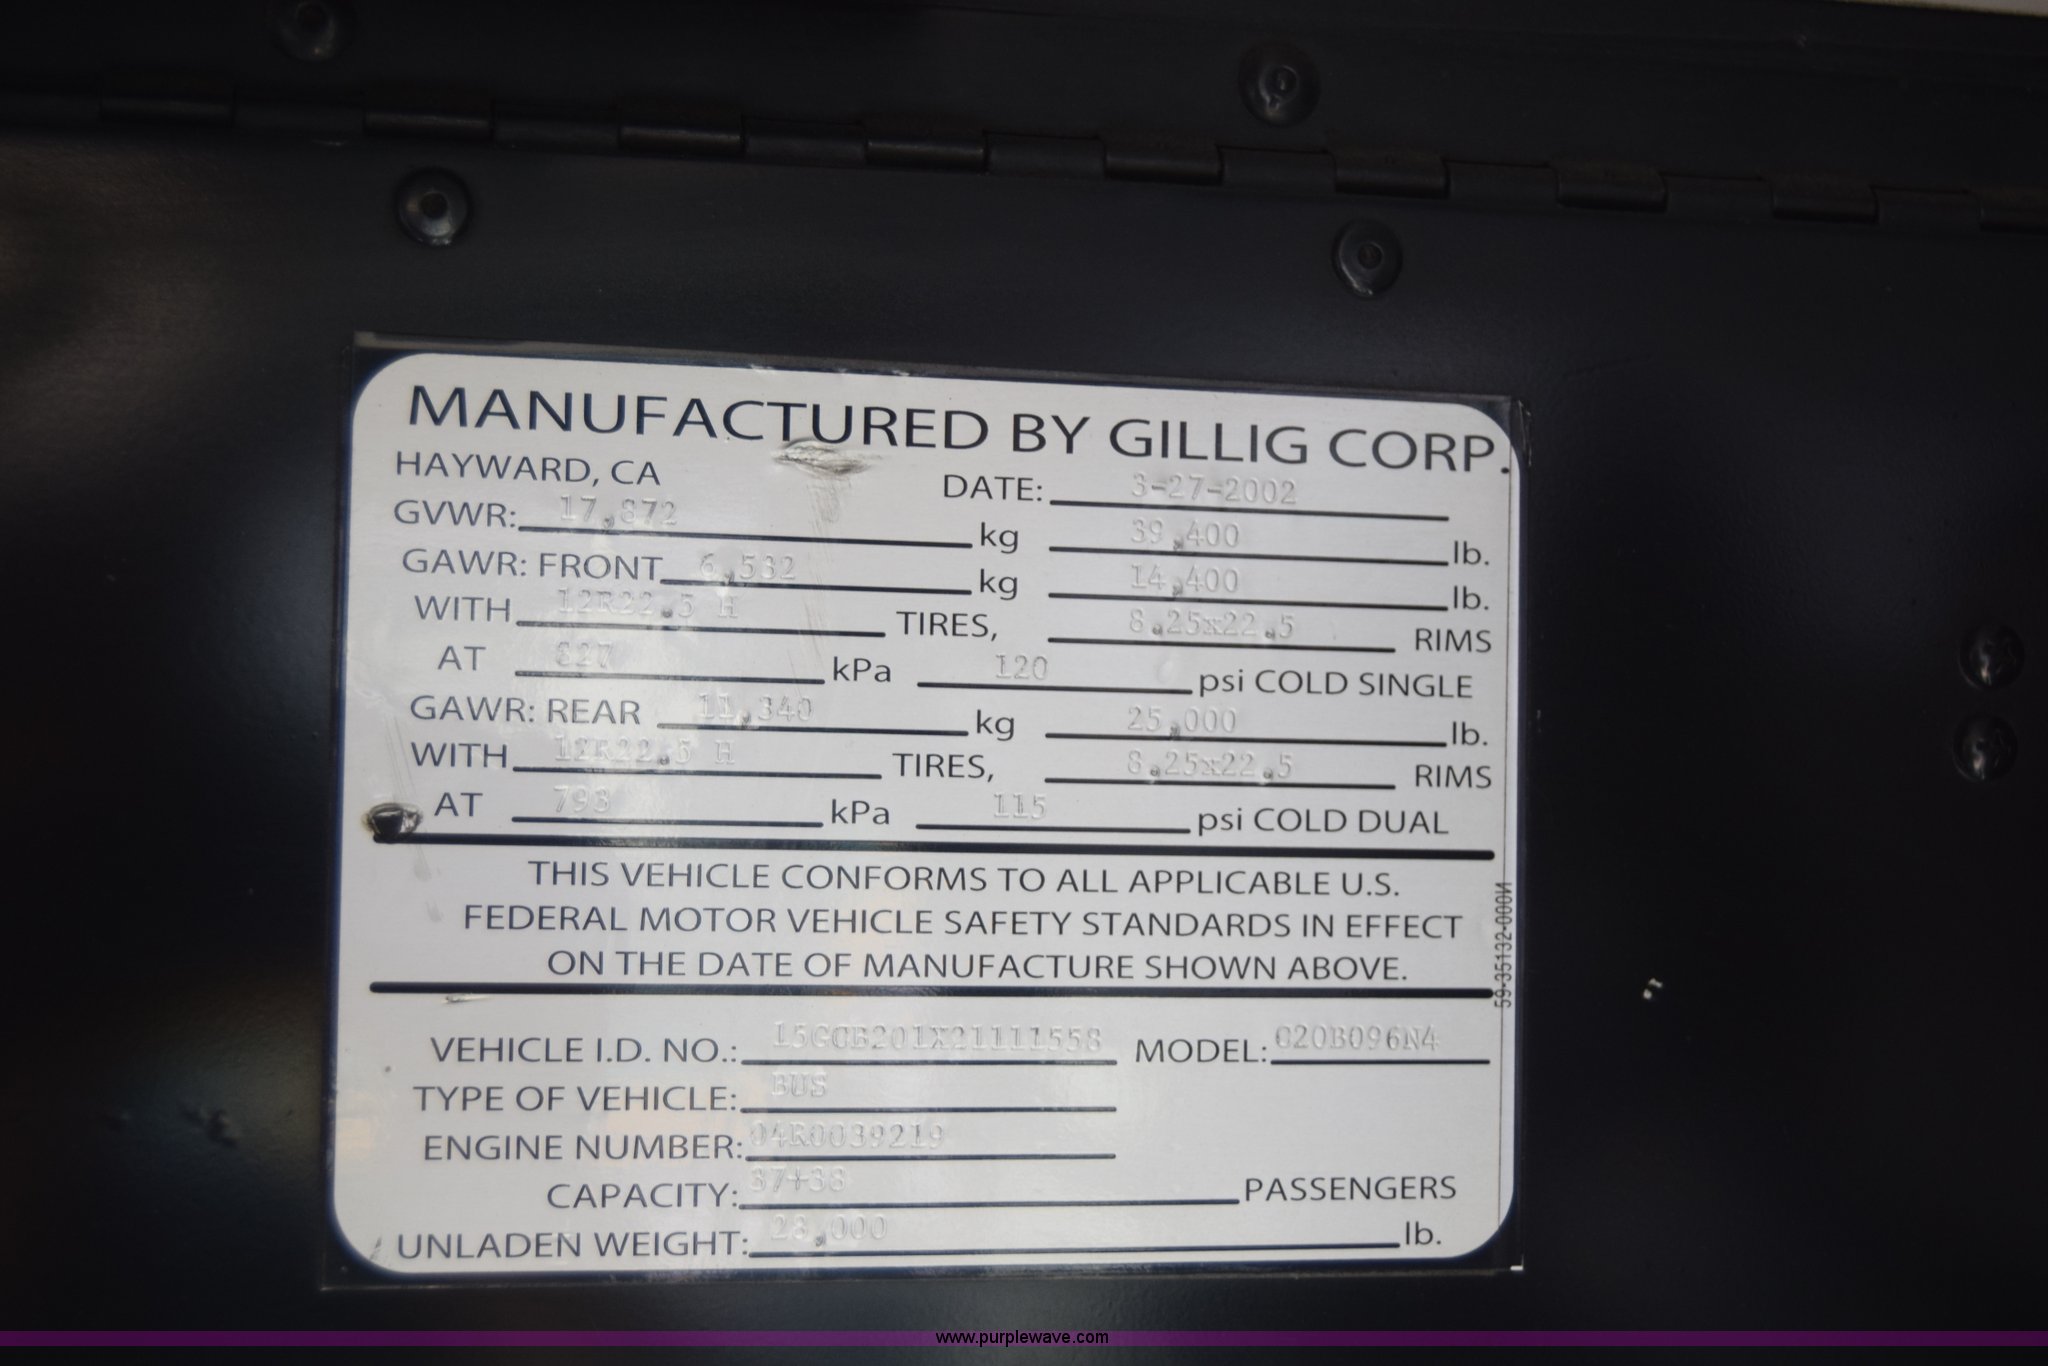 MANUFACTURED BY GILLIG CORP.
HAYWARD, CA DATE: 3-27-2002
GVWR: 17,872 kg 39,400 lb.
GAWR: FRONT 6,532 kg 14,400 lb.
WITH 12R22.5 H TIRES, 8.25x22.5 RIMS
AT 827 kPa 120 psi COLD SINGLE
GAWR: REAR 11,340 kg 25,000 lb.
WITH 12R22.5 H TIRES, 8.25x22.5 RIMS
AT 793 kPa 115 psi COLD DUAL
THIS VEHICLE CONFORMS TO ALL APPLICABLE U.S.
FEDERAL MOTOR VEHICLE SAFETY STANDARDS IN EFFECT
ON THE DATE OF MANUFACTURE SHOWN ABOVE.
59-35132-000N
VEHICLE I.D. NO.: 15GCB201X21111558 MODEL: C20B096N4
TYPE OF VEHICLE: BUS
ENGINE NUMBER: 04R0039219
CAPACITY: 37+38 PASSENGERS
UNLADEN WEIGHT: 28,000 lb.
www.purplewave.com